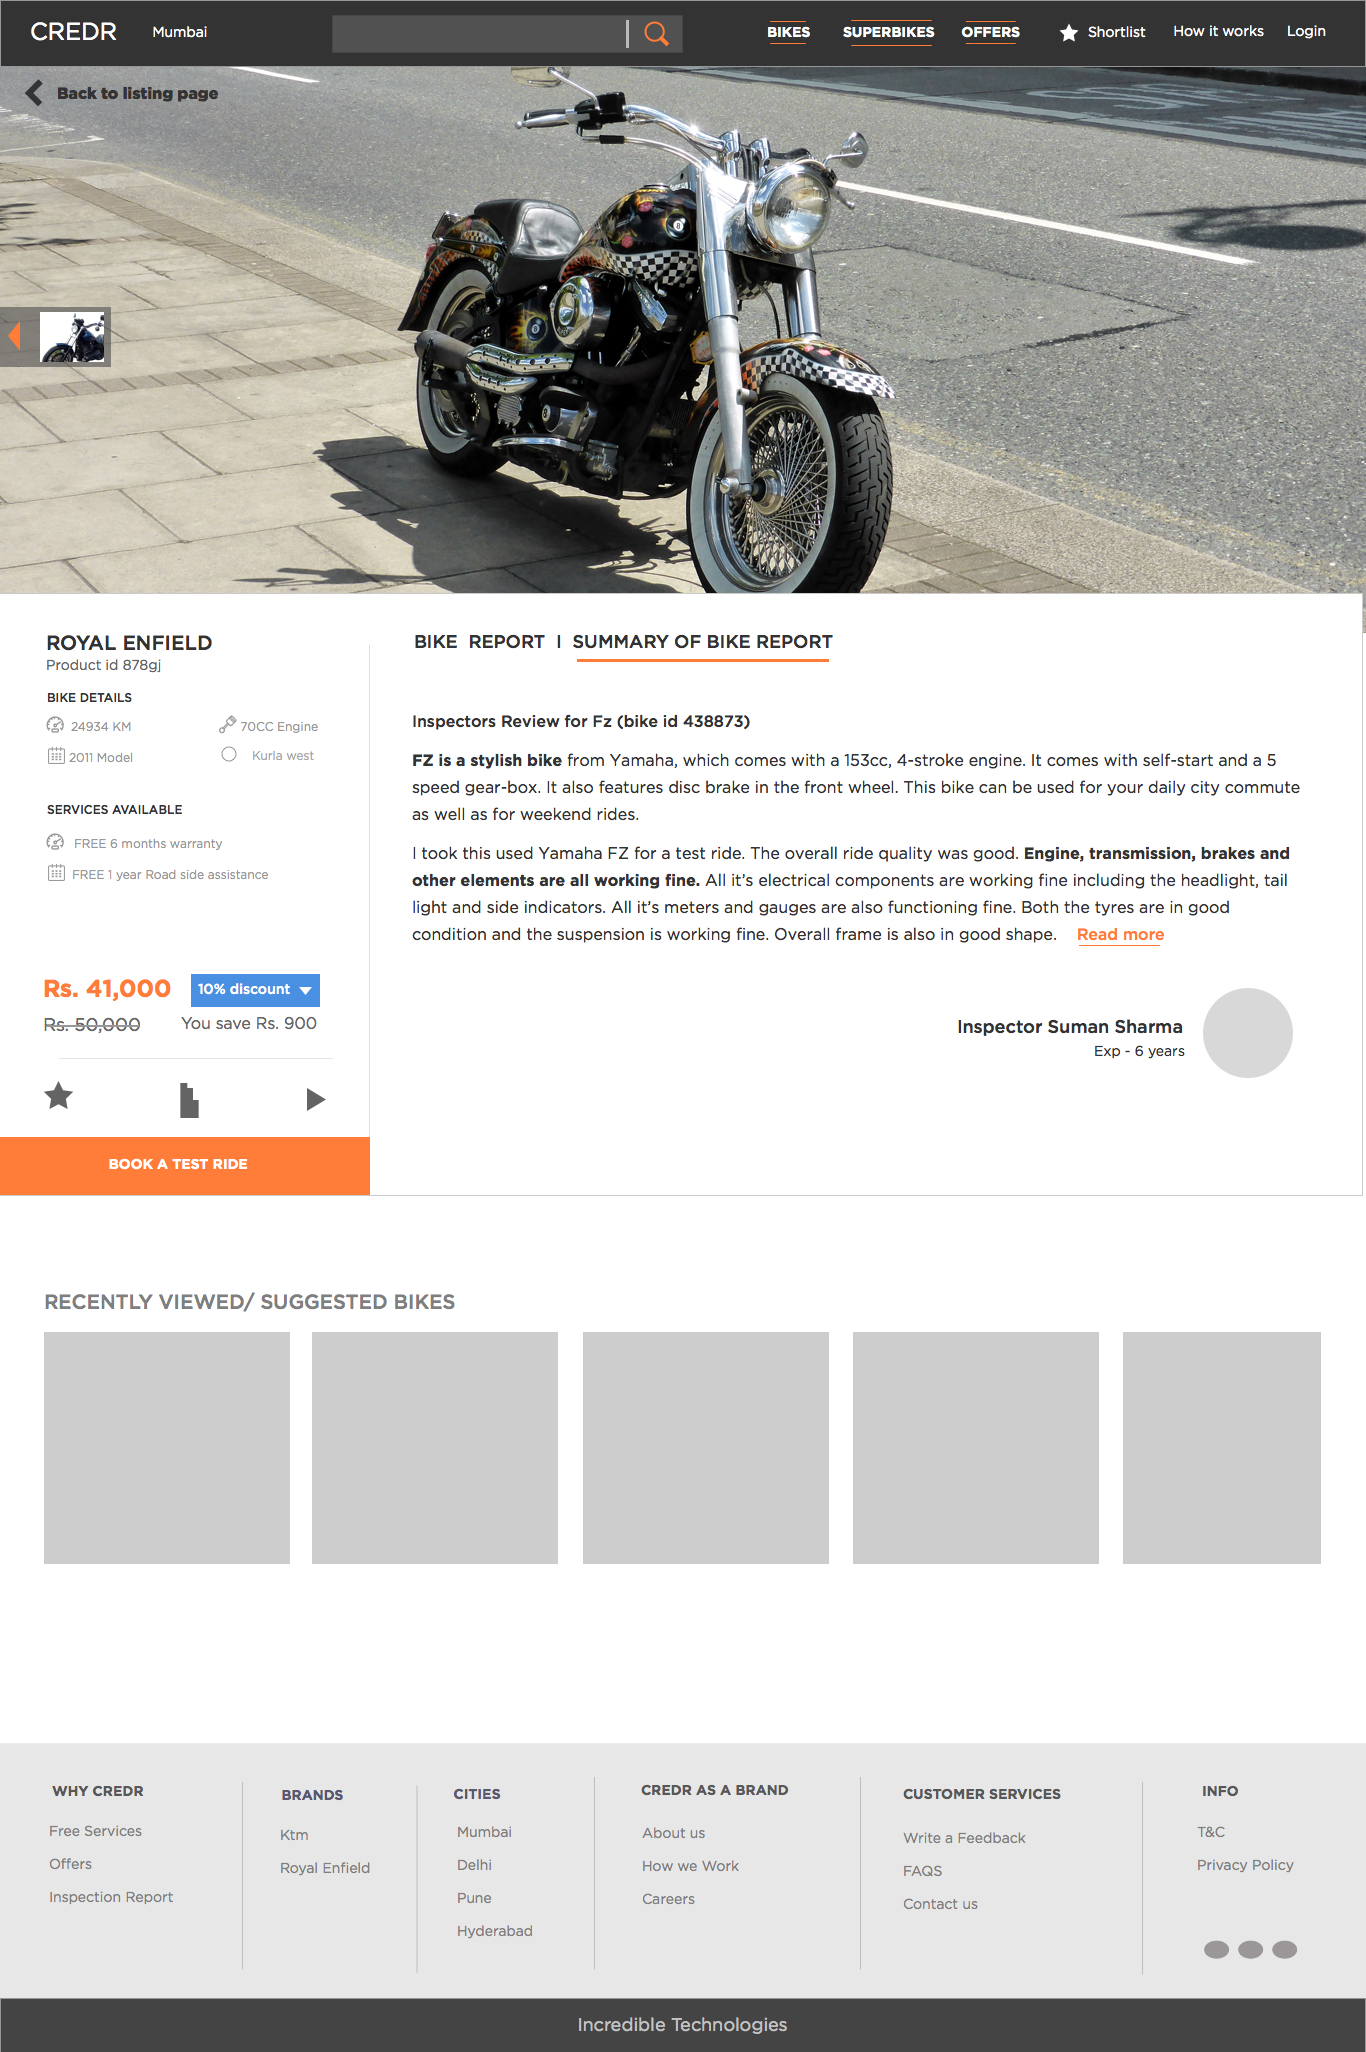 CREDR
Mumbai
BIKES
SUPERBIKES
OFFERS
Shortlist
How it works
Login
Back to listing page
ROYAL ENFIELD
Product id 878gj
BIKE DETAILS
24934 KM
70CC Engine
2011 Model
Kurla west
SERVICES AVAILABLE
FREE 6 months warranty
FREE 1 year Road side assistance
Rs. 41,000
10% discount
Rs. 50,000
You save Rs. 900
BOOK A TEST RIDE
BIKE REPORT I SUMMARY OF BIKE REPORT
Inspectors Review for Fz (bike id 438873)
FZ is a stylish bike from Yamaha, which comes with a 153cc, 4-stroke engine. It comes with self-start and a 5
speed gear-box. It also features disc brake in the front wheel. This bike can be used for your daily city commute
as well as for weekend rides.
I took this used Yamaha FZ for a test ride. The overall ride quality was good. Engine, transmission, brakes and
other elements are all working fine. All it's electrical components are working fine including the headlight, tail
light and side indicators. All it's meters and gauges are also functioning fine. Both the tyres are in good
condition and the suspension is working fine. Overall frame is also in good shape. Read more
Inspector Suman Sharma
Exp - 6 years
RECENTLY VIEWED/ SUGGESTED BIKES
WHY CREDR
Free Services
Offers
Inspection Report
BRANDS
Ktm
Royal Enfield
CITIES
Mumbai
Delhi
Pune
Hyderabad
CREDR AS A BRAND
About us
How we Work
Careers
CUSTOMER SERVICES
Write a Feedback
FAQS
Contact us
INFO
T&C
Privacy Policy
Incredible Technologies